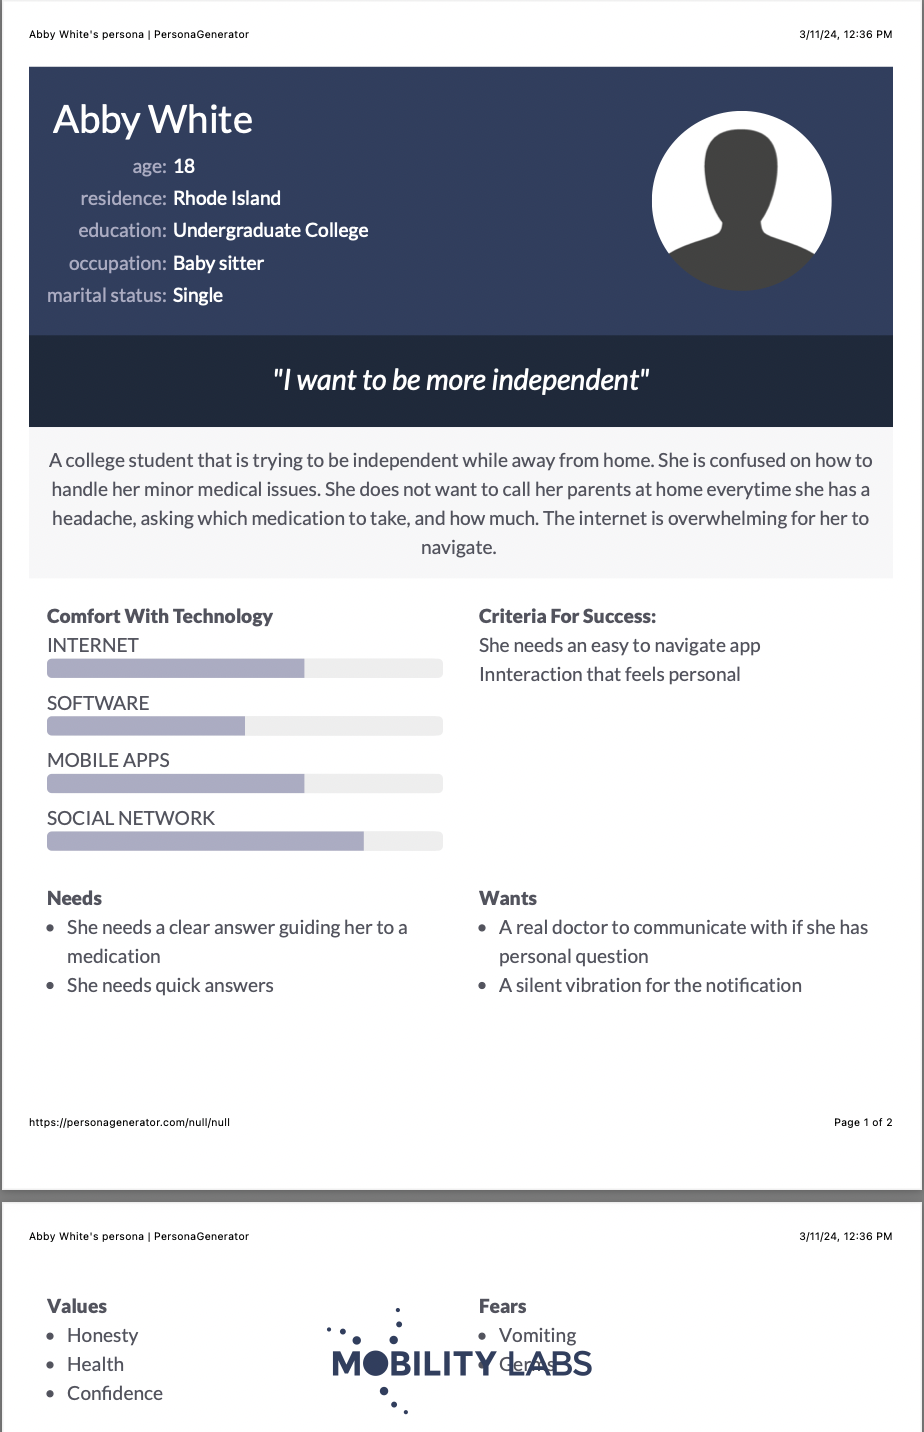 Abby White's persona | PersonaGenerator
3/11/24, 12:36 PM
Abby White
age: 18
residence: Rhode Island
education: Undergraduate College
occupation: Baby sitter
marital status: Single
"I want to be more independent"
A college student that is trying to be independent while away from home. She is confused on how to
handle her minor medical issues. She does not want to call her parents at home everytime she has a
headache, asking which medication to take, and how much. The internet is overwhelming for her to
navigate.
Comfort With Technology
INTERNET
SOFTWARE
MOBILE APPS
SOCIAL NETWORK
Criteria For Success:
She needs an easy to navigate app
Innteraction that feels personal
Needs
• She needs a clear answer guiding her to a
medication
• She needs quick answers
Wants
• A real doctor to communicate with if she has
personal question
• A silent vibration for the notification
https://personagenerator.com/null/null
Page 1 of 2
Abby White's persona | PersonaGenerator
3/11/24, 12:36 PM
Values
• Honesty
• Health
• Confidence
Fears
• Vomiting
• Germs
MOBILITY LABS